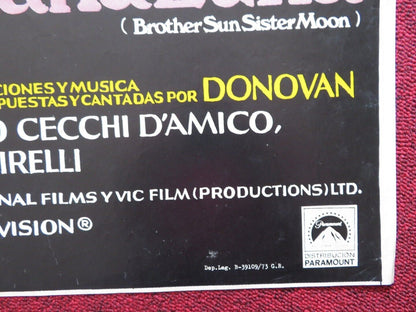 ( Brother Sun Sister Moon )
CIONES Y MUSICA
PUESTAS Y CANTADAS POR DONOVAN
O CECCHI D'AMICO,
IRELLI
NAL FILMS Y VIC FILM (PRODUCTIONS) LTD.
VISION®
Paramount
DISTRIBUCION
PARAMOUNT
Dep. Leg. B-39109/73 G.R.